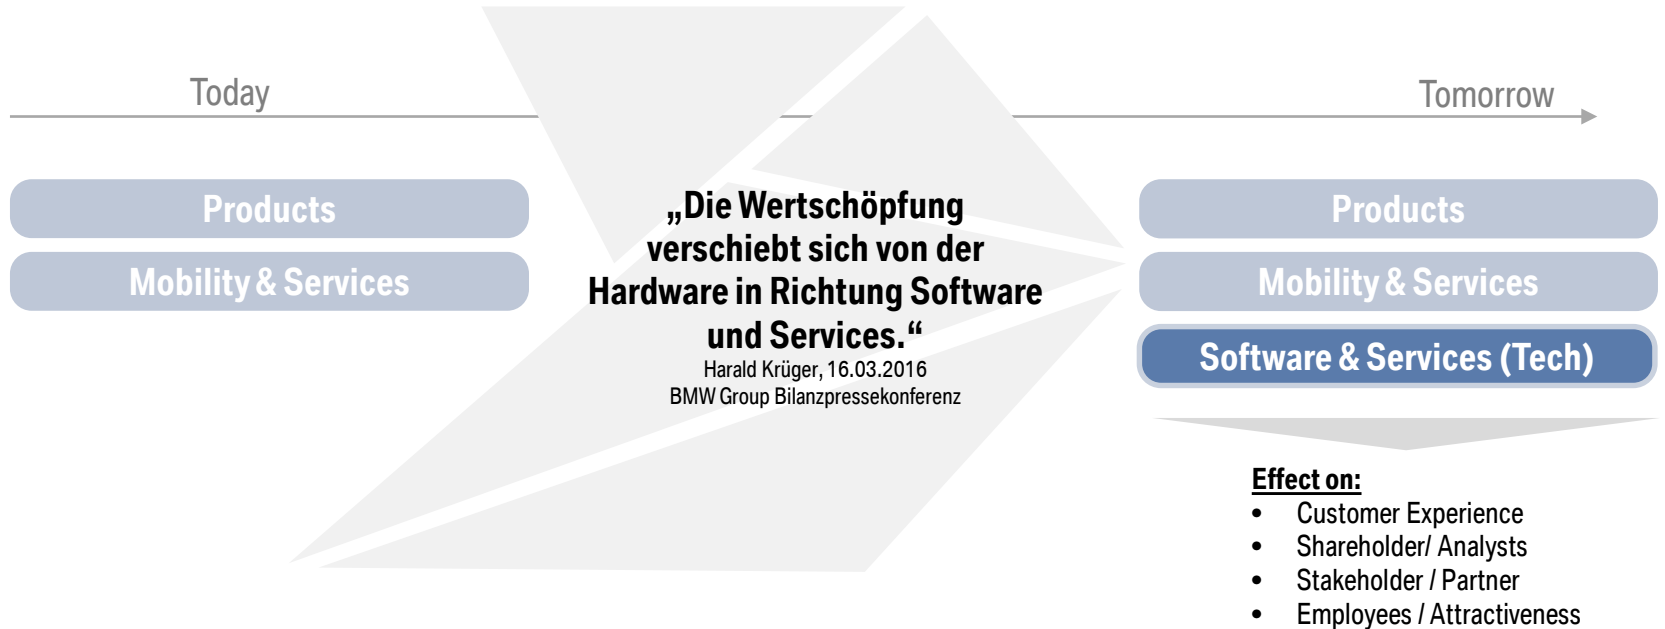 Today
Tomorrow
Products
Mobility & Services
„Die Wertschöpfung
verschiebt sich von der
Hardware in Richtung Software
und Services.“
Harald Krüger, 16.03.2016
BMW Group Bilanzpressekonferenz
Products
Mobility & Services
Software & Services (Tech)
Effect on:
• Customer Experience
• Shareholder/ Analysts
• Stakeholder / Partner
• Employees / Attractiveness